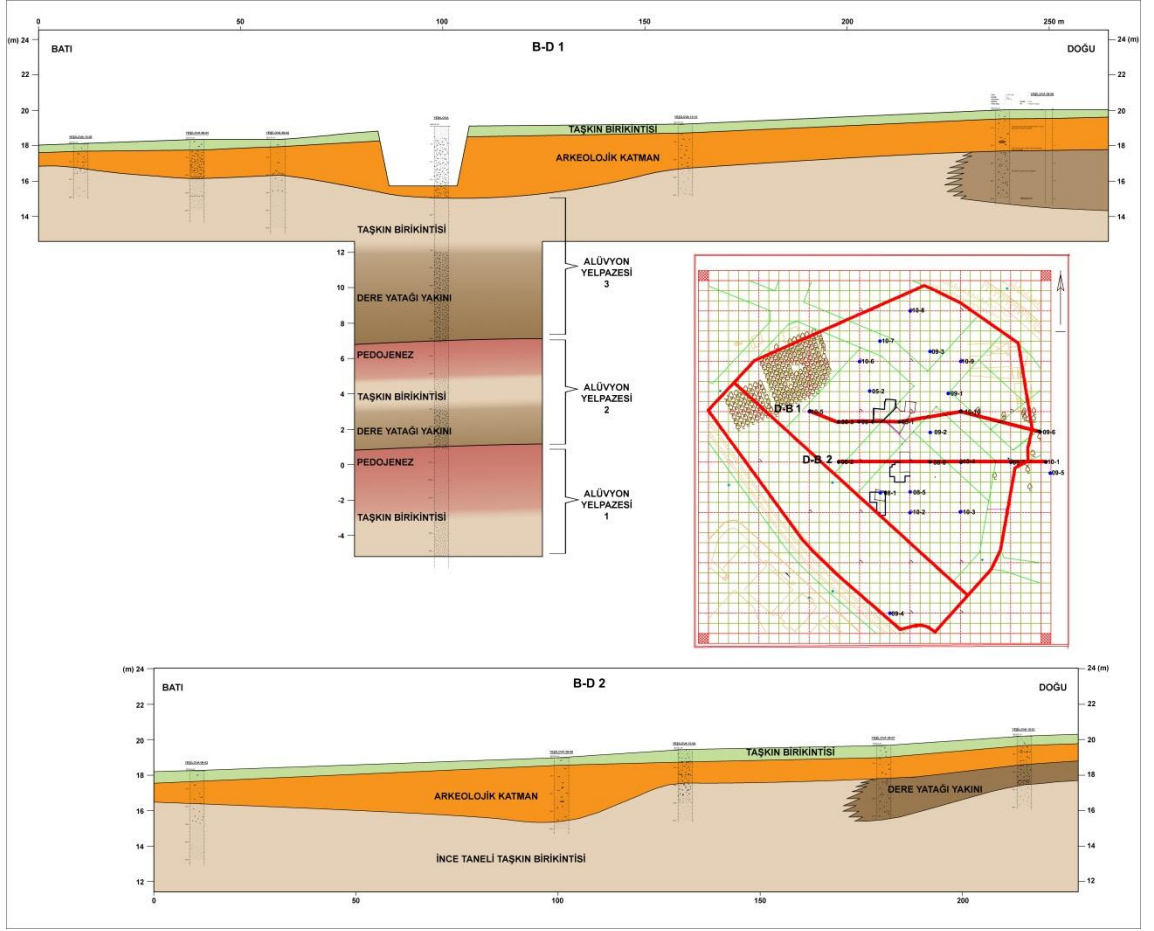 0 50 100 150 200 250 m
(m) 24 BATI B-D 1 DOĞU 24 (m)
22 22
20 20
18 18
16 16
14 14
TAŞKIN BİRİKİNTİSİ
ARKEOLOJİK KATMAN
TAŞKIN BİRİKİNTİSİ
12
10
8
6
4
2
0
-2
-4
DERE YATAĞI YAKINI
PEDOJENEZ
TAŞKIN BİRİKİNTİSİ
DERE YATAĞI YAKINI
PEDOJENEZ
TAŞKIN BİRİKİNTİSİ
ALÜVYON
YELPAZESİ
3
ALÜVYON
YELPAZESİ
2
ALÜVYON
YELPAZESİ
1
10-8
10-7
09-3
10-6
10-9
05-2
09-1
D-B 1
10-5
10-10
09-6
09-2
D-B 2
10-1
09-5
08-1
08-5
10-2
10-3
09-4
(m) 24 BATI B-D 2 DOĞU 24 (m)
22 22
20 20
18 18
16 16
14 14
12 12
TAŞKIN BİRİKİNTİSİ
ARKEOLOJİK KATMAN
DERE YATAĞI YAKINI
İNCE TANELİ TAŞKIN BİRİKİNTİSİ
0 50 100 150 200